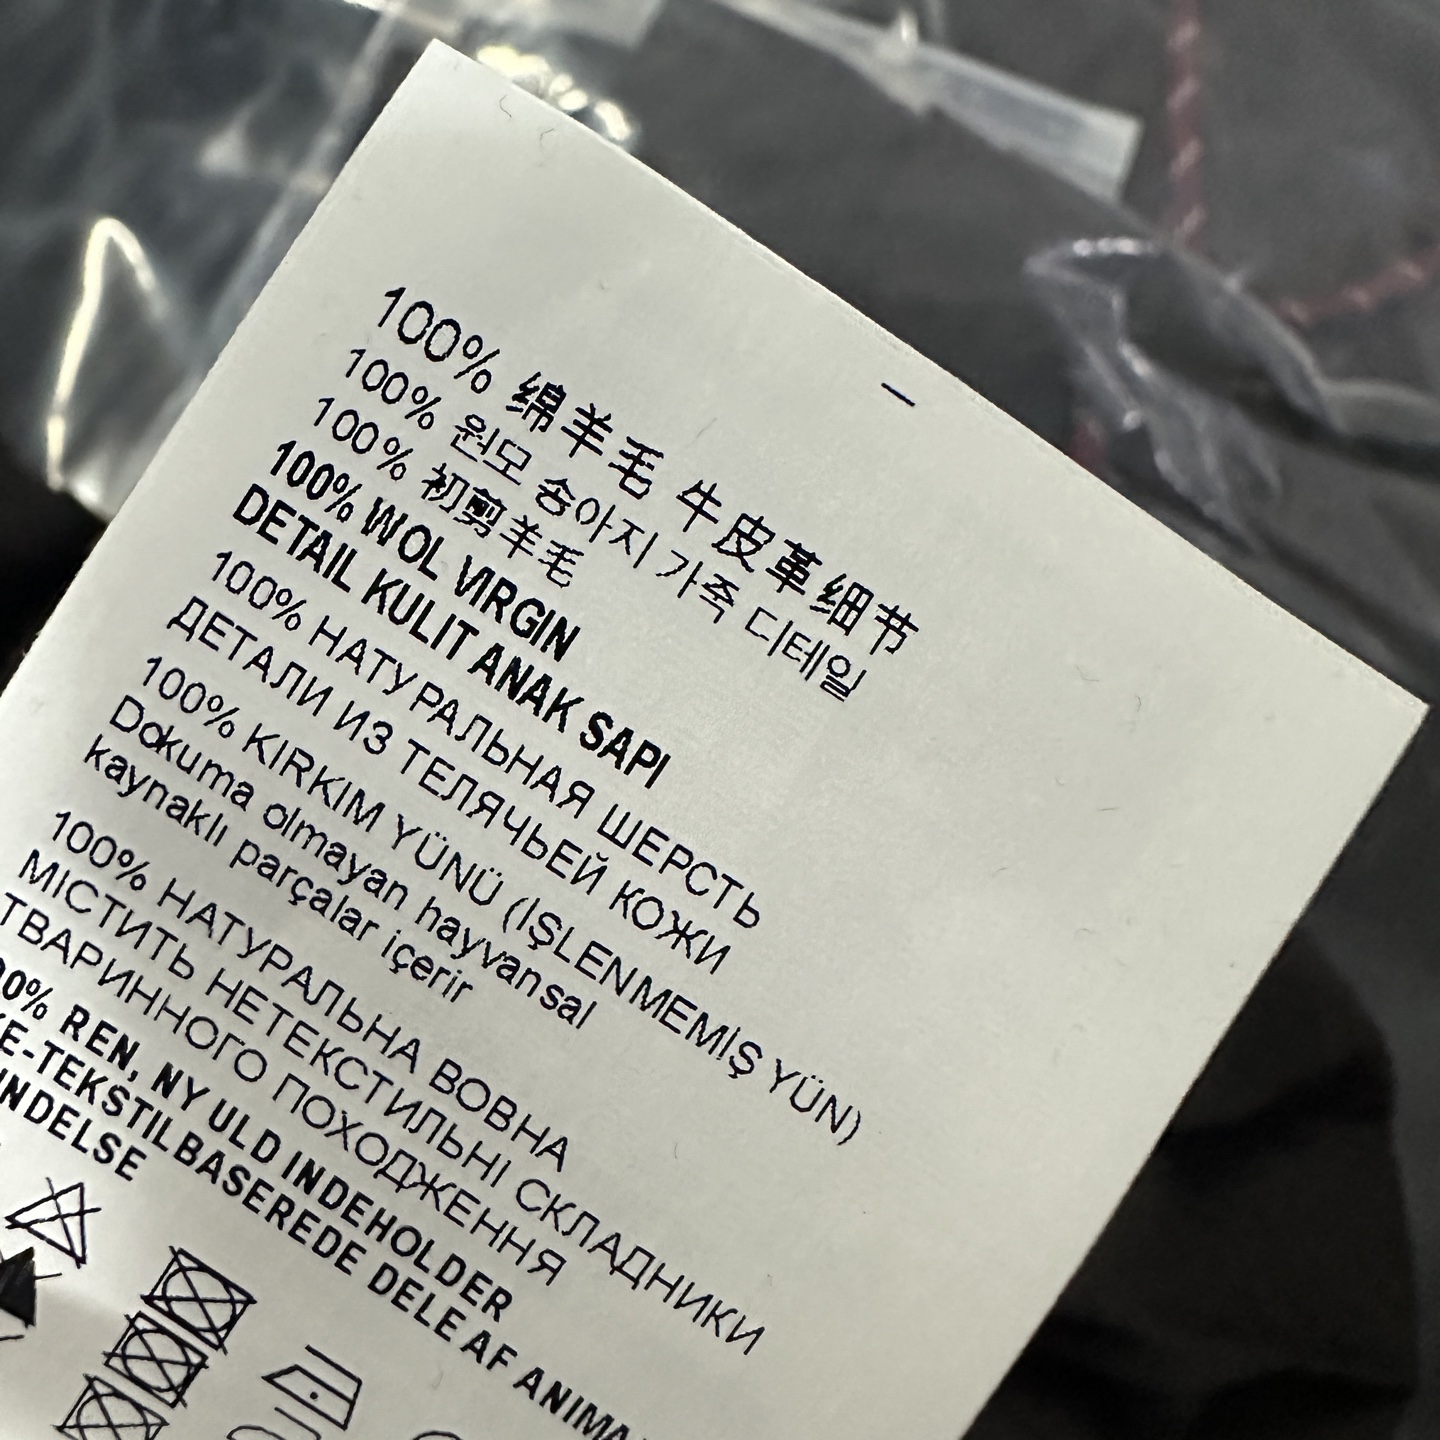 100% 绵羊毛 牛皮革细节
100% 원모 송아지 가죽 디테일
100% 初剪羊毛
100% WOL VIRGIN
DETAIL KULIT ANAK SAPI
100% НАТУРАЛЬНАЯ ШЕРСТЬ
ДЕТАЛИ ИЗ ТЕЛЯЧЬЕЙ КОЖИ
100% KIRKIM YÜNÜ (İŞLENMEMİŞ YÜN)
Dokuma olmayan hayvansal
kaynaklı parçalar içerir
100% НАТУРАЛЬНА ВОВНА
МІСТИТЬ НЕТЕКСТИЛЬНІ СКЛАДНИКИ
ТВАРИННОГО ПОХОДЖЕННЯ
REN, NY ULD INDEHOLDER
KE-TEKSTILBASEREDE DELE AF
INDELSE